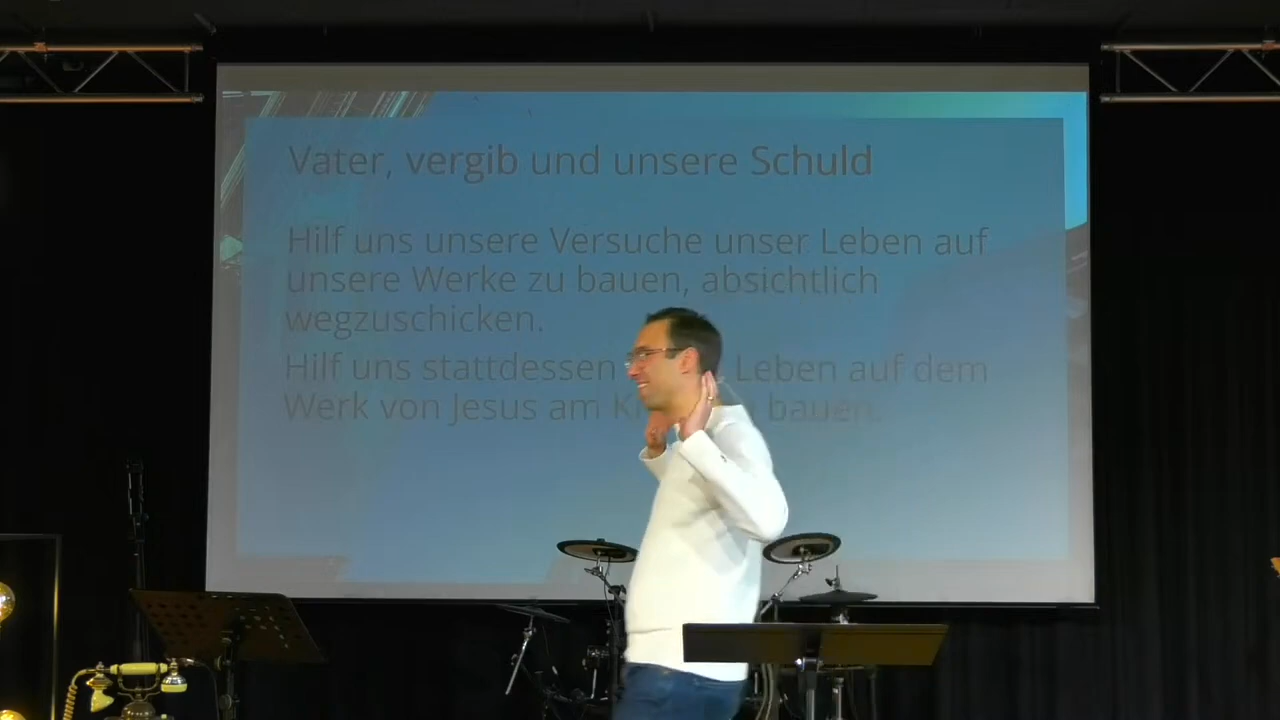 Vater, vergib und unsere Schuld
Hilf uns unsere Versuche unser Leben auf
unsere Werke zu bauen, absichtlich
wegzuschicken.
Hilf uns stattdessen Leben auf dem
Werk von Jesus am bauen.